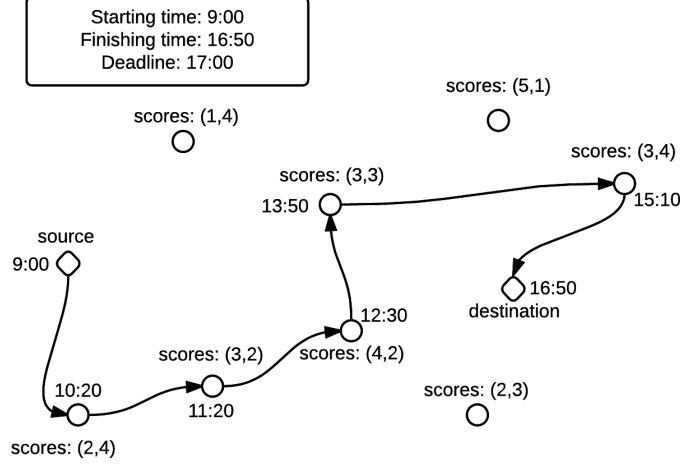 Starting time: 9:00
Finishing time: 16:50
Deadline: 17:00
scores: (5,1)
scores: (1,4)
scores: (3,4)
scores: (3,3)
13:50
15:10
source
9:00
16:50
destination
12:30
scores: (3,2)
scores: (4,2)
10:20
11:20
scores: (2,3)
scores: (2,4)